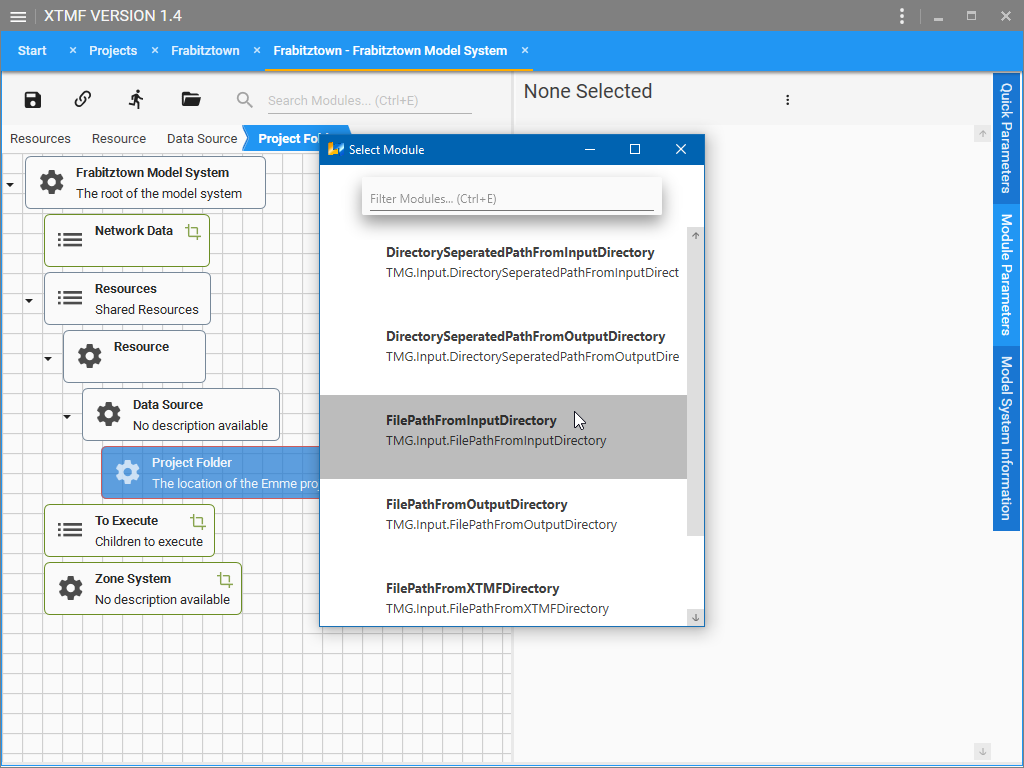 XTMF VERSION 1.4
Start × Projects × Frabitztown × Frabitztown - Frabitztown Model System ×
Search Modules... (Ctrl+E)
None Selected
Resources Resource Data Source Project Fol
Frabitztown Model System
The root of the model system
Network Data
Resources
Shared Resources
Resource
Data Source
No description available
Project Folder
The location of the Emme pro
To Execute
Children to execute
Zone System
No description available
Select Module
Filter Modules... (Ctrl+E)
DirectorySeperatedPathFromInputDirectory
TMG.Input.DirectorySeperatedPathFromInputDirect
DirectorySeperatedPathFromOutputDirectory
TMG.Input.DirectorySeperatedPathFromOutputDire
FilePathFromInputDirectory
TMG.Input.FilePathFromInputDirectory
FilePathFromOutputDirectory
TMG.Input.FilePathFromOutputDirectory
FilePathFromXTMFDirectory
TMG.Input.FilePathFromXTMFDirectory
Quick Parameters
Module Parameters
Model System Information